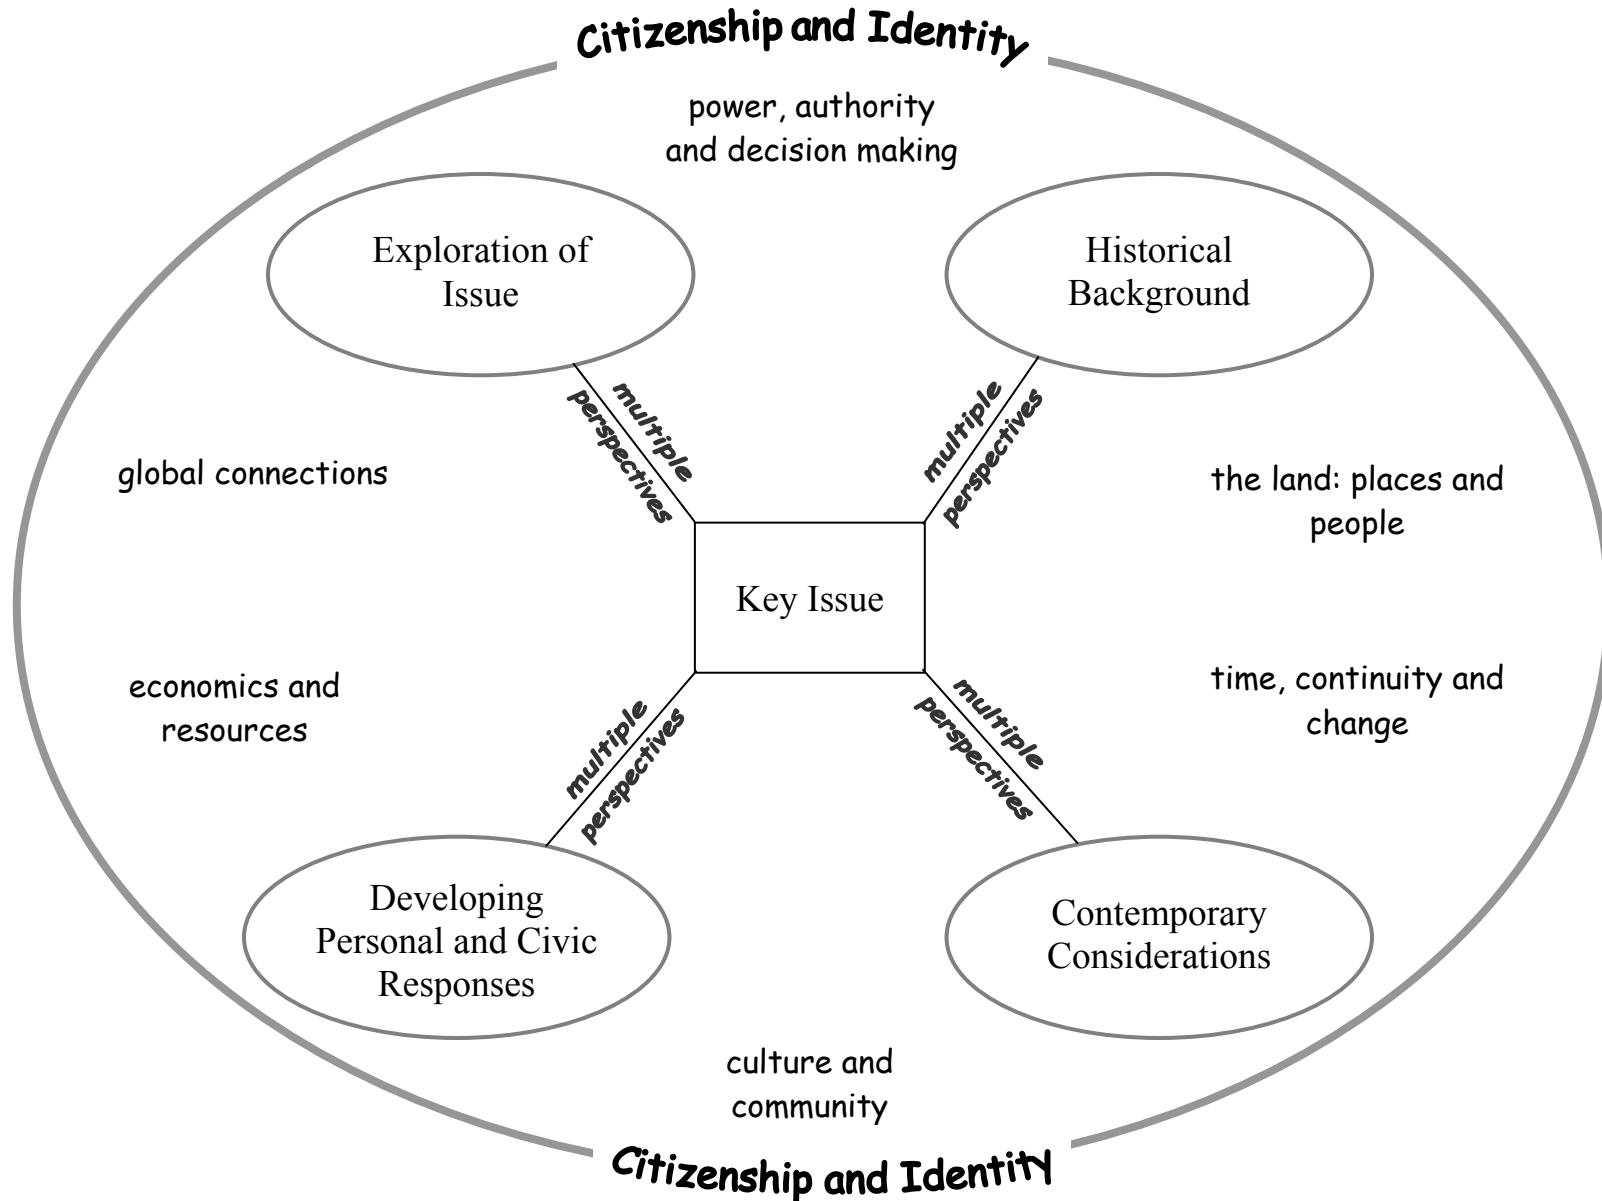 Citizenship and Identity
power, authority
and decision making
Exploration of
Issue
Historical
Background
multiple
perspectives
multiple
perspectives
global connections
the land: places and
people
Key Issue
economics and
resources
time, continuity and
change
multiple
perspectives
multiple
perspectives
Developing
Personal and Civic
Responses
Contemporary
Considerations
culture and
community
Citizenship and Identity